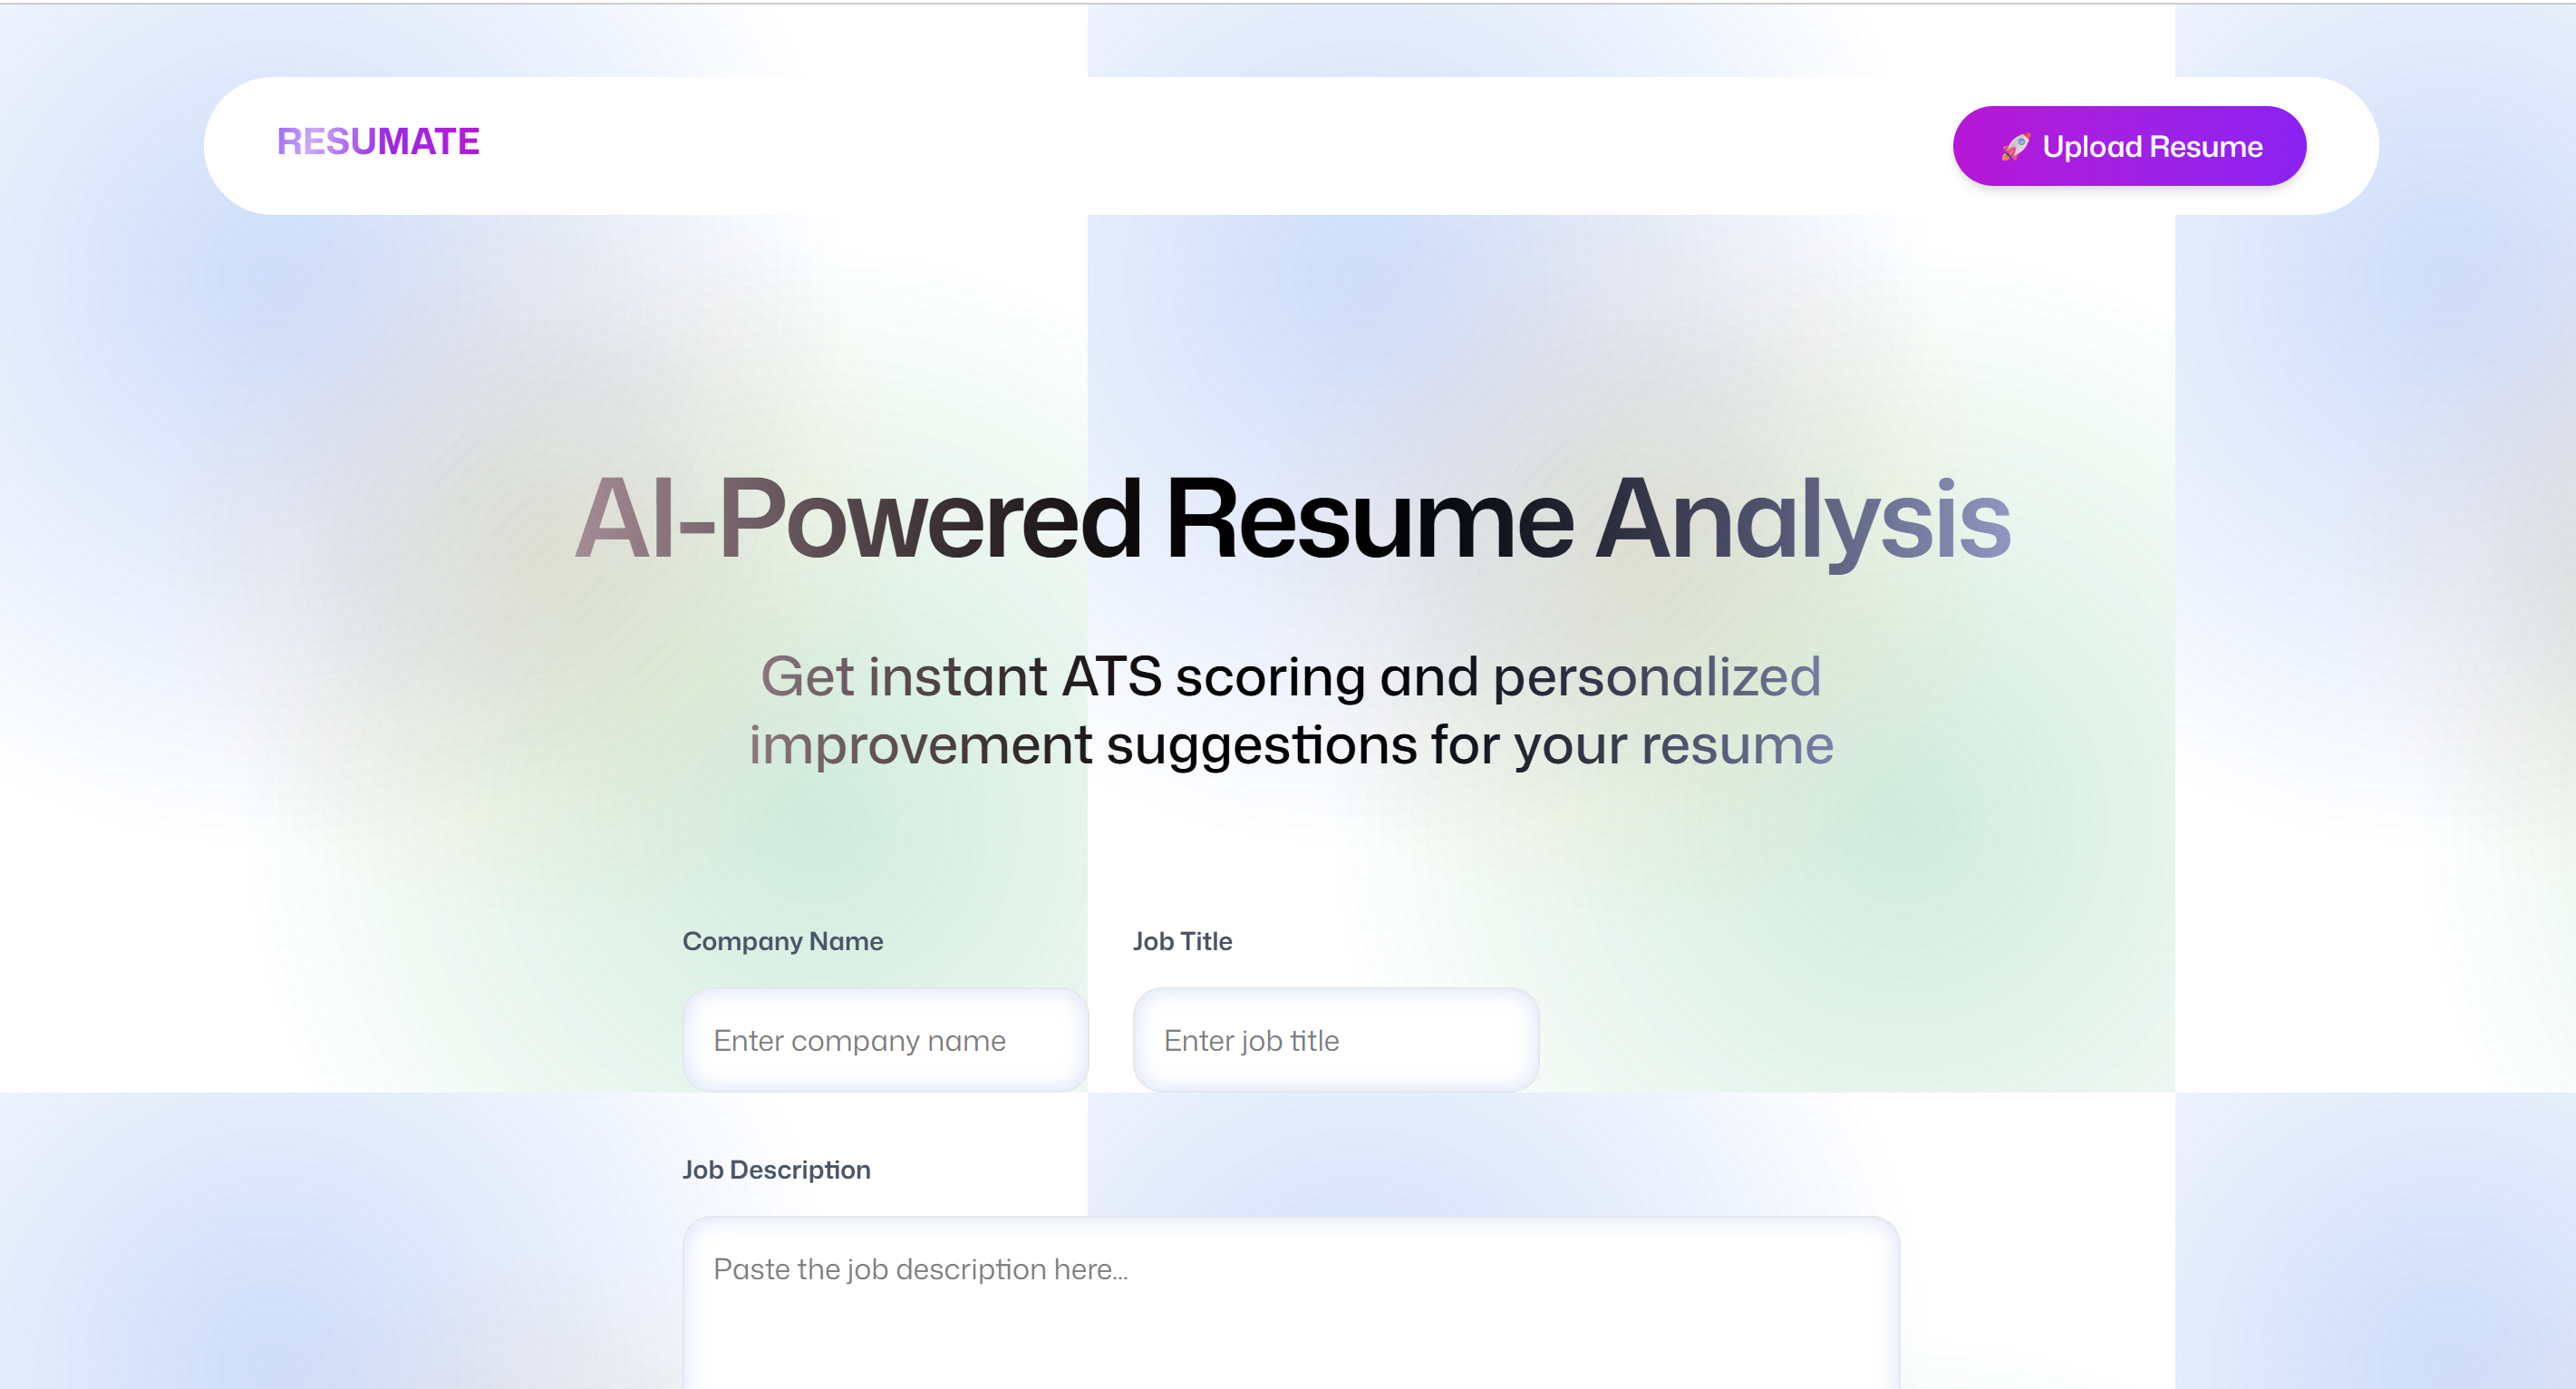 RESUMATE
🚀 Upload Resume
AI-Powered Resume Analysis
Get instant ATS scoring and personalized
improvement suggestions for your resume
Company Name
Job Title
Enter company name
Enter job title
Job Description
Paste the job description here...